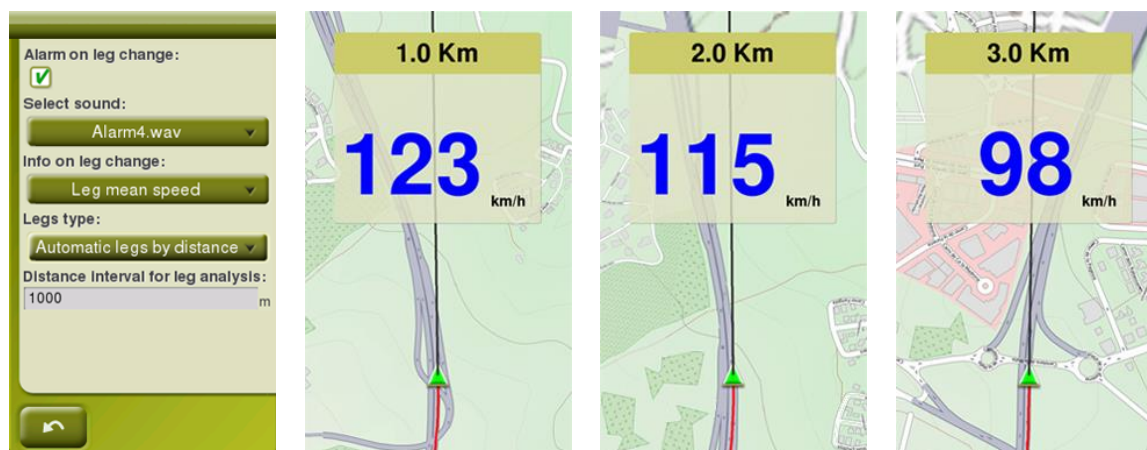 Alarm on leg change:
Select sound:
Alarm4.wav
Info on leg change:
Leg mean speed
Legs type:
Automatic legs by distance
Distance interval for leg analysis:
1000
m
1.0 Km
123
km/h
2.0 Km
115
km/h
3.0 Km
98
km/h